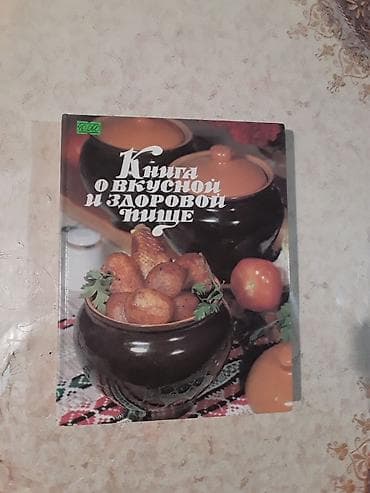 Книга
о вкусной
и здоровой
пище